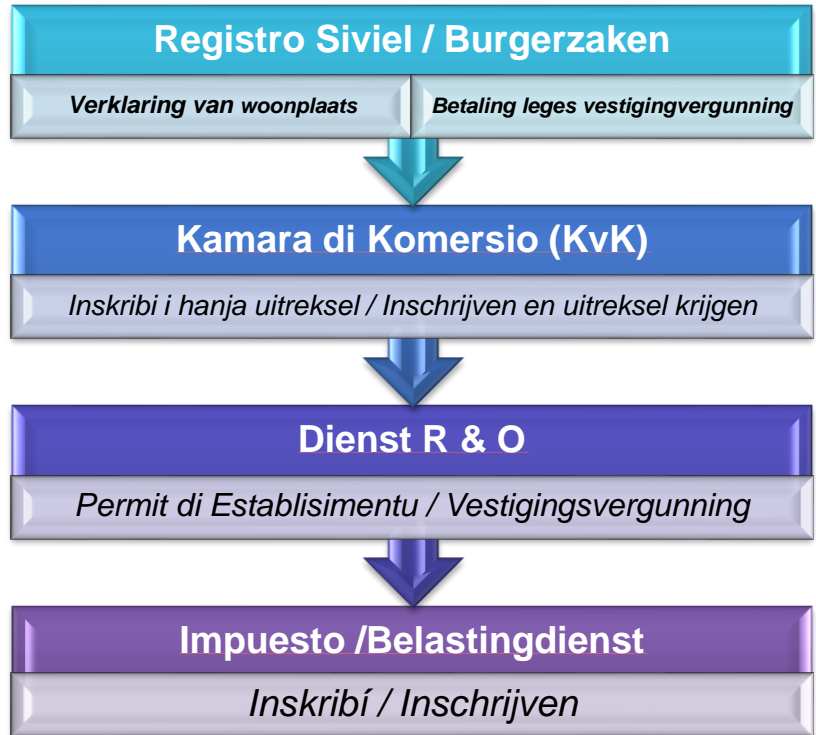 Registro Siviel / Burgerzaken
Verklaring van woonplaats
Betaling leges vestigingvergunning
Kamara di Komersio (KvK)
Inskribi i hanja uitreksel / Inschrijven en uitreksel krijgen
Dienst R & O
Permit di Establisimentu / Vestigingsvergunning
Impuesto /Belastingdienst
Inskribí / Inschrijven